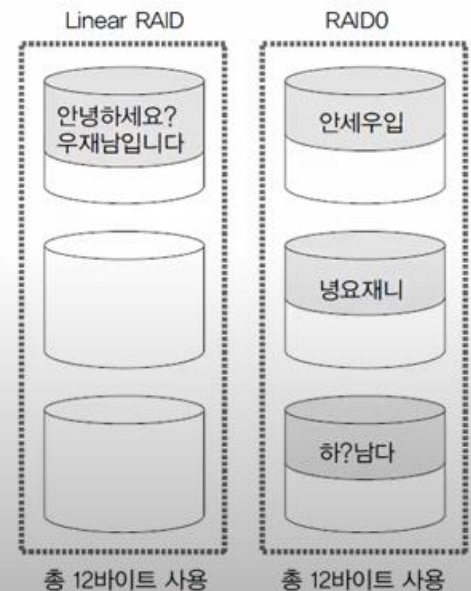 Linear RAID
안녕하세요?
우재남입니다
총 12바이트 사용
RAID0
안세우입
녕요재니
하?남다
총 12바이트 사용